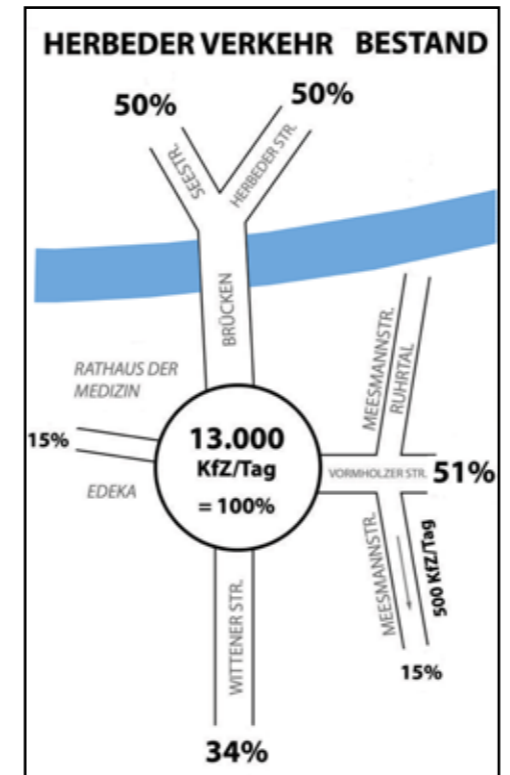 HERBEDER VERKEHR BESTAND
50%
50%
SEESTR.
HERBEDER STR.
BRÜCKEN
MEESMANNSTR.
RUHRTAL
RATHAUS DER
MEDIZIN
15%
EDEKA
13.000
KfZ/Tag
= 100%
VORMHOLZER STR.
51%
MEESMANNSTR.
500 KfZ/Tag
15%
WITTENER STR.
34%